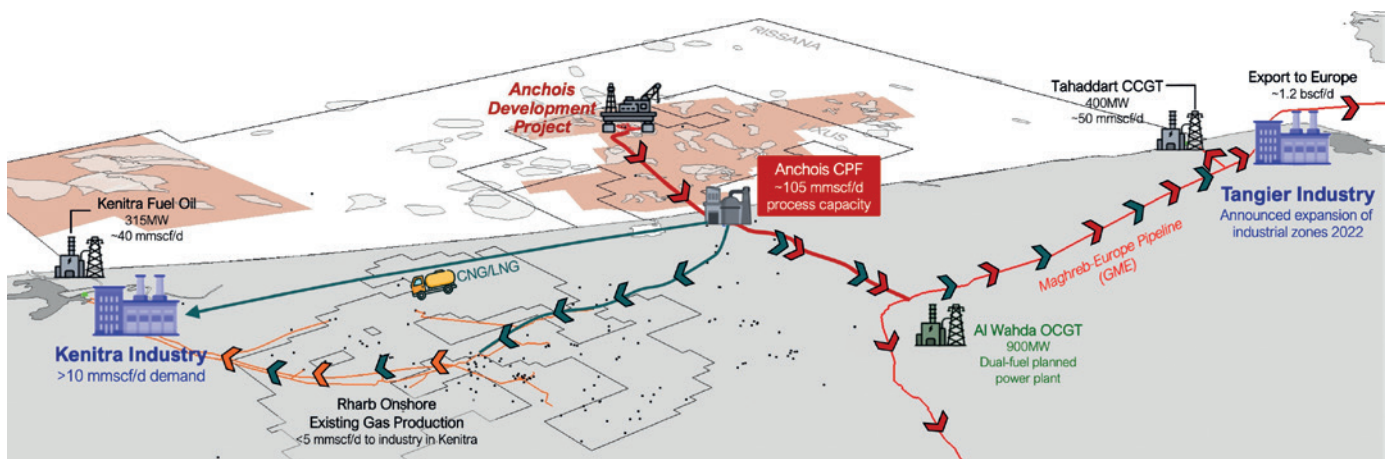 RISSANA
Anchois
Development
Project
Tahaddart CCGT
400MW
~50 mmscf/d
Export to Europe
~1.2 bscf/d
Anchois CPF
~105 mmscf/d
process capacity
Tangier Industry
Announced expansion of
industrial zones 2022
Kenitra Fuel Oil
315MW
~40 mmscf/d
CNG/LNG
Maghreb-Europe Pipeline
(GME)
Al Wahda OCGT
900MW
Dual-fuel planned
power plant
Kenitra Industry
>10 mmscf/d demand
Rharb Onshore
Existing Gas Production
<5 mmscf/d to industry in Kenitra